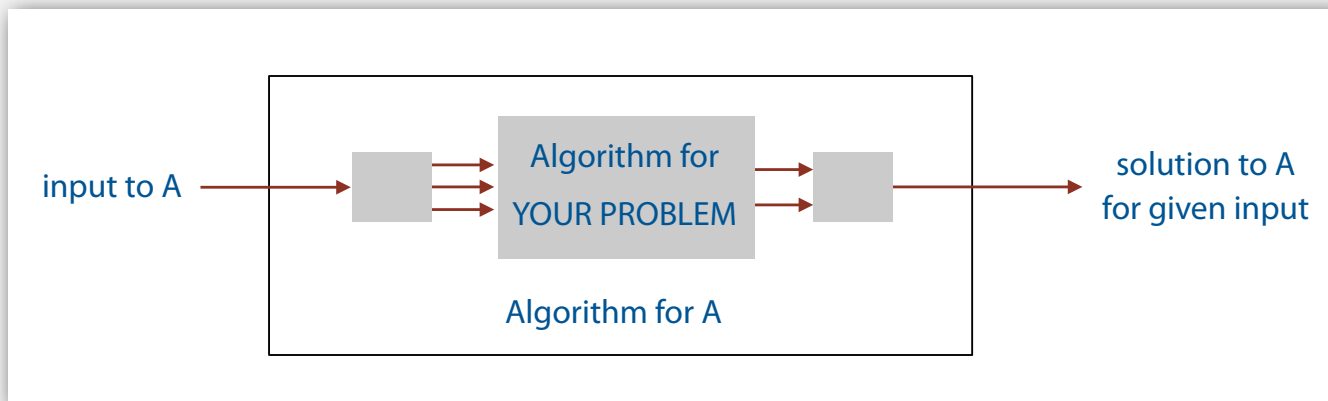 input to A
Algorithm for
YOUR PROBLEM
Algorithm for A
solution to A
for given input